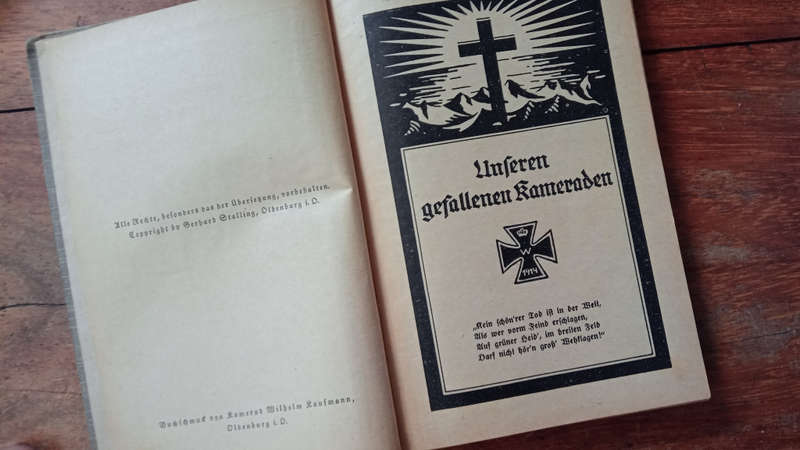 Alle Rechte, besonders das der Übersetzung, vorbehalten.
Copyright by Gerhard Stalling, Oldenburg i. O.
Buchschmuck von Kamerad Wilhelm Kaufmann,
Oldenburg i. O.
Unseren
gefallenen Kameraden
W
1914
„Kein schön'rer Tod ist in der Welt,
Als wer vorm Feind erschlagen,
Auf grüner Heid', im breiten Feld
Darf nicht hör'n groß' Wehklagen!“